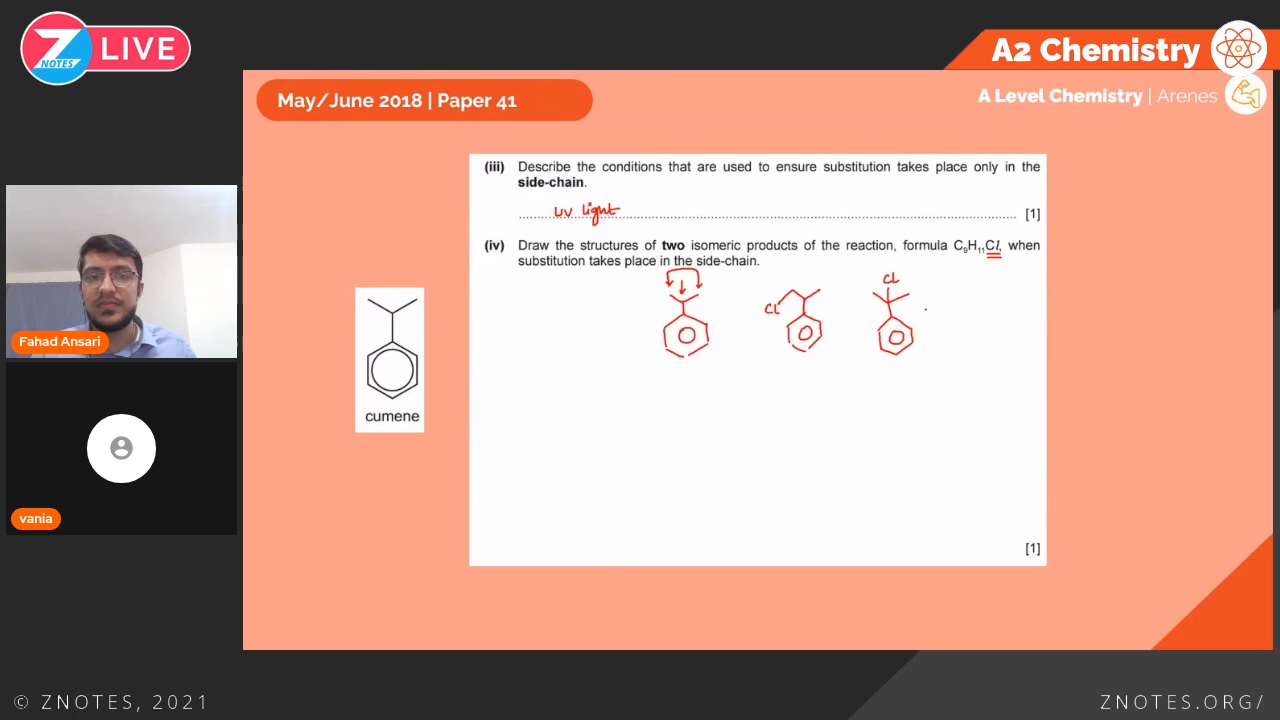 Z NOTES LIVE
A2 Chemistry
May/June 2018 | Paper 41
A Level Chemistry | Arenes
(iii) Describe the conditions that are used to ensure substitution takes place only in the
side-chain.
uv light [1]
(iv) Draw the structures of two isomeric products of the reaction, formula C₉H₁₁Cl, when
substitution takes place in the side-chain.
Cl
Cl
Fahad Ansari
cumene
vania
[1]
© ZNOTES, 2021
ZNOTES.ORG/